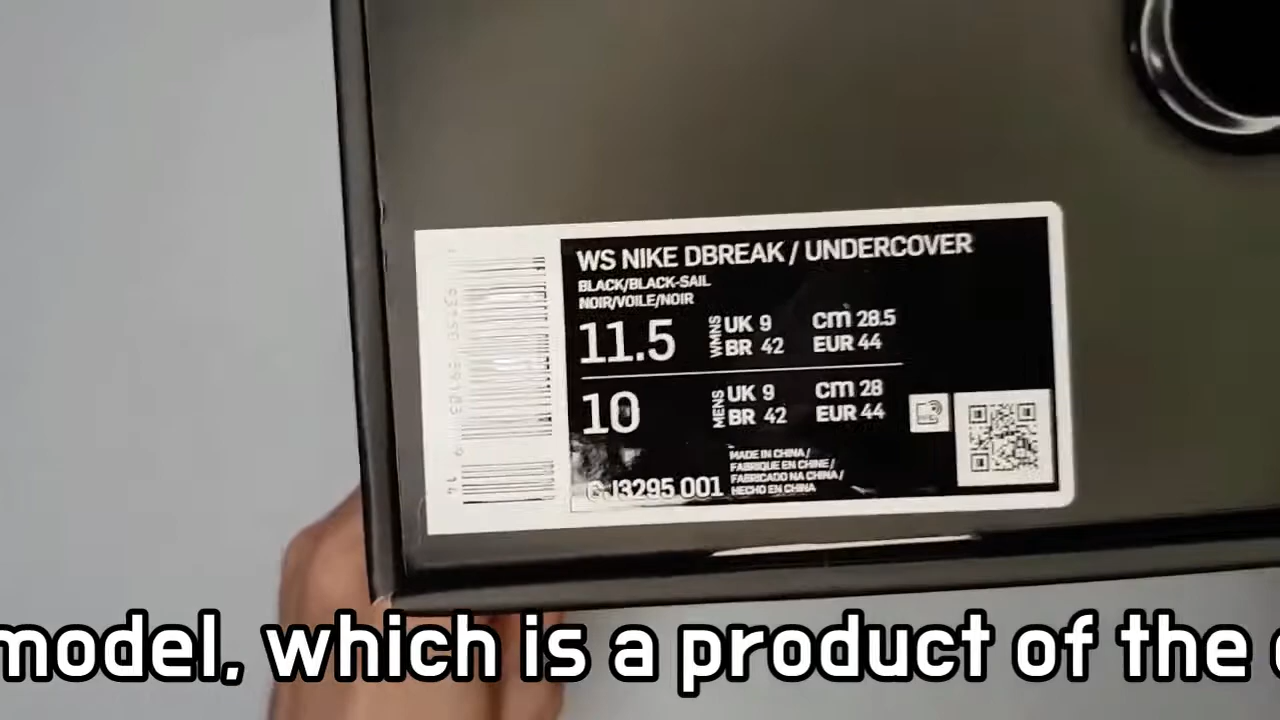 WS NIKE DBREAK / UNDERCOVER
BLACK/BLACK-SAIL
NOIR/VOILE/NOIR
11.5 WMNS UK 9 cm 28.5
BR 42 EUR 44
10 MENS UK 9 cm 28
BR 42 EUR 44
MADE IN CHINA /
FABRIQUE EN CHINE /
FABRICADO NA CHINA /
HECHO EN CHINA
3295 001
model, which is a product of the